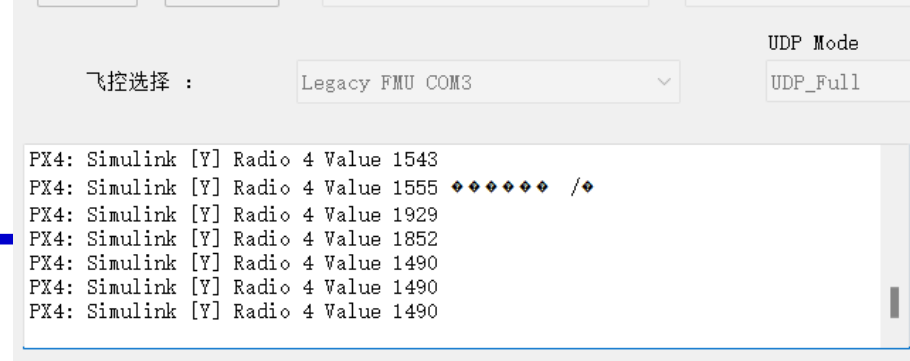 UDP Mode
飞控选择 : Legacy FMU COM3 UDP_Full
PX4: Simulink [Y] Radio 4 Value 1543
PX4: Simulink [Y] Radio 4 Value 1555 ������ /�
PX4: Simulink [Y] Radio 4 Value 1929
PX4: Simulink [Y] Radio 4 Value 1852
PX4: Simulink [Y] Radio 4 Value 1490
PX4: Simulink [Y] Radio 4 Value 1490
PX4: Simulink [Y] Radio 4 Value 1490